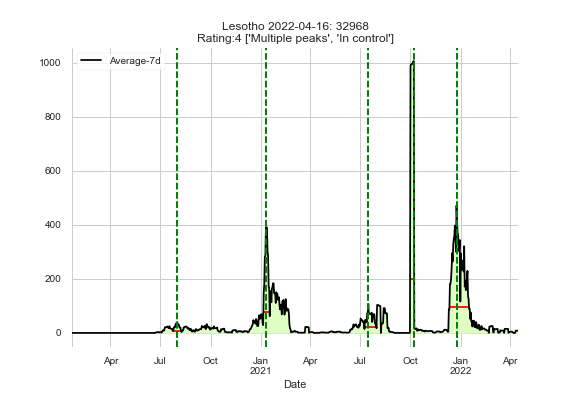 Lesotho 2022-04-16: 32968
Rating:4 ['Multiple peaks', 'In control']
Average-7d
1000
800
600
400
200
0
Apr Jul Oct Jan Apr Jul Oct Jan Apr
2021 2022
Date